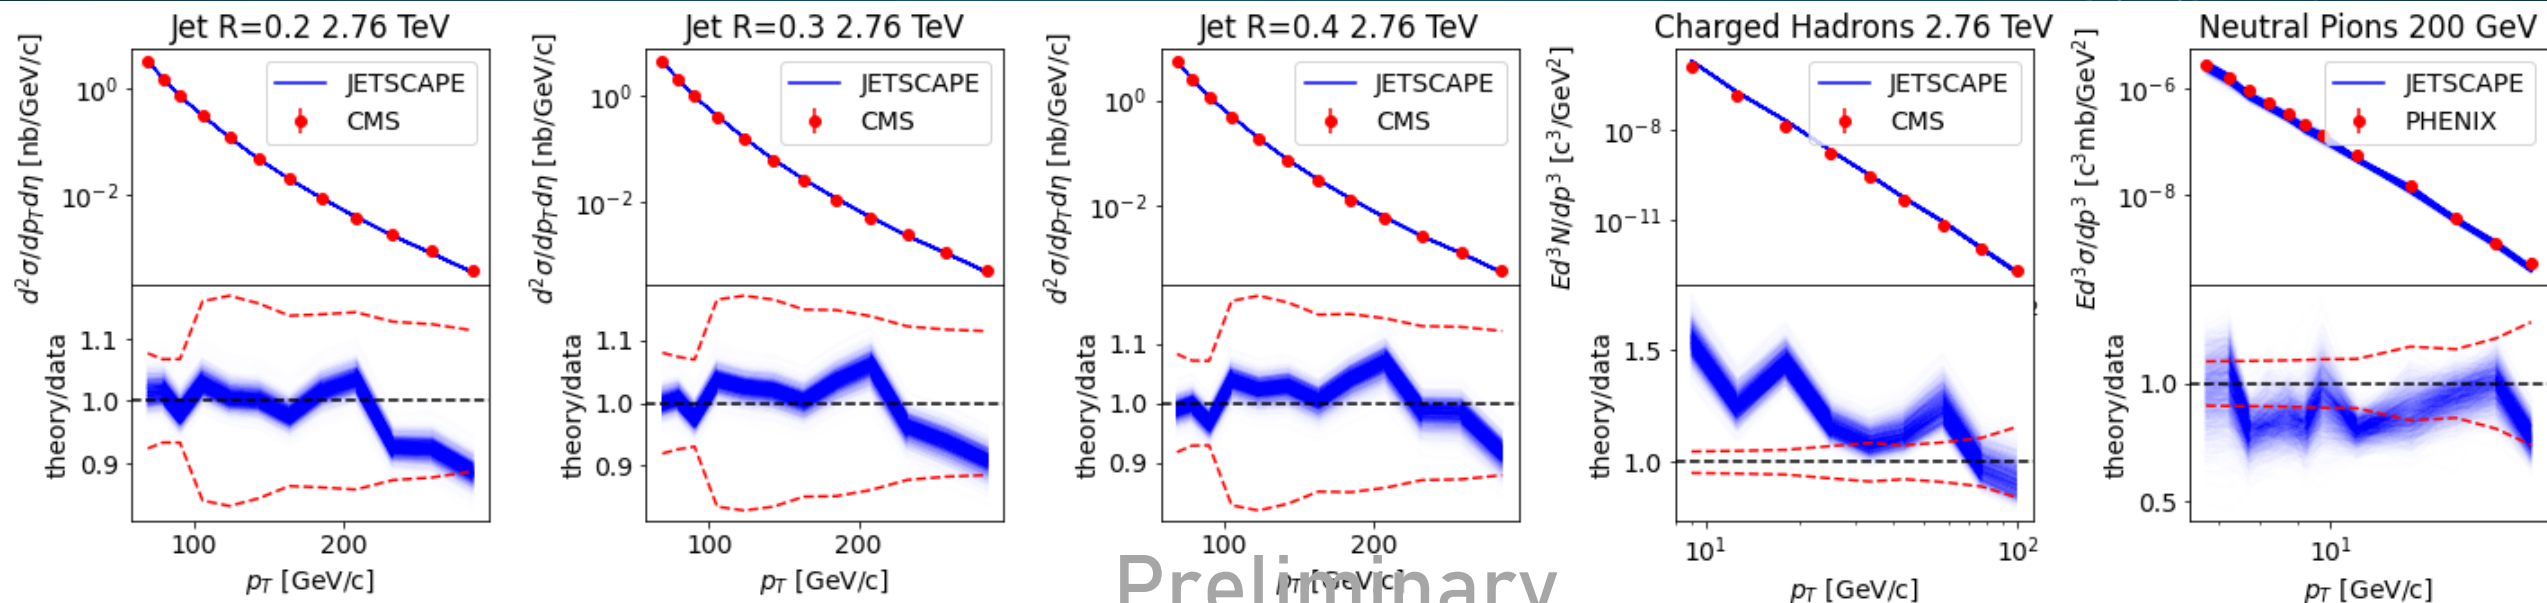 Jet R=0.2 2.76 TeV
d²σ/dp_Tdη [nb/GeV/c]
10⁰
10⁻²
JETSCAPE
CMS
theory/data
1.1
1.0
0.9
100 200
p_T [GeV/c]
Jet R=0.3 2.76 TeV
d²σ/dp_Tdη [nb/GeV/c]
10⁰
10⁻²
JETSCAPE
CMS
theory/data
1.1
1.0
0.9
100 200
p_T [GeV/c]
Jet R=0.4 2.76 TeV
d²σ/dp_Tdη [nb/GeV/c]
10⁰
10⁻²
JETSCAPE
CMS
theory/data
1.1
1.0
0.9
100 200
p_T [GeV/c]
Charged Hadrons 2.76 TeV
Ed³N/dp³ [c³/GeV²]
10⁻⁸
10⁻¹¹
JETSCAPE
CMS
theory/data
1.5
1.0
10¹ 10²
p_T [GeV/c]
Neutral Pions 200 GeV
Ed³σ/dp³ [c³mb/GeV²]
10⁻⁶
10⁻⁸
JETSCAPE
PHENIX
theory/data
1.0
0.5
10¹
p_T [GeV/c]
Preliminary